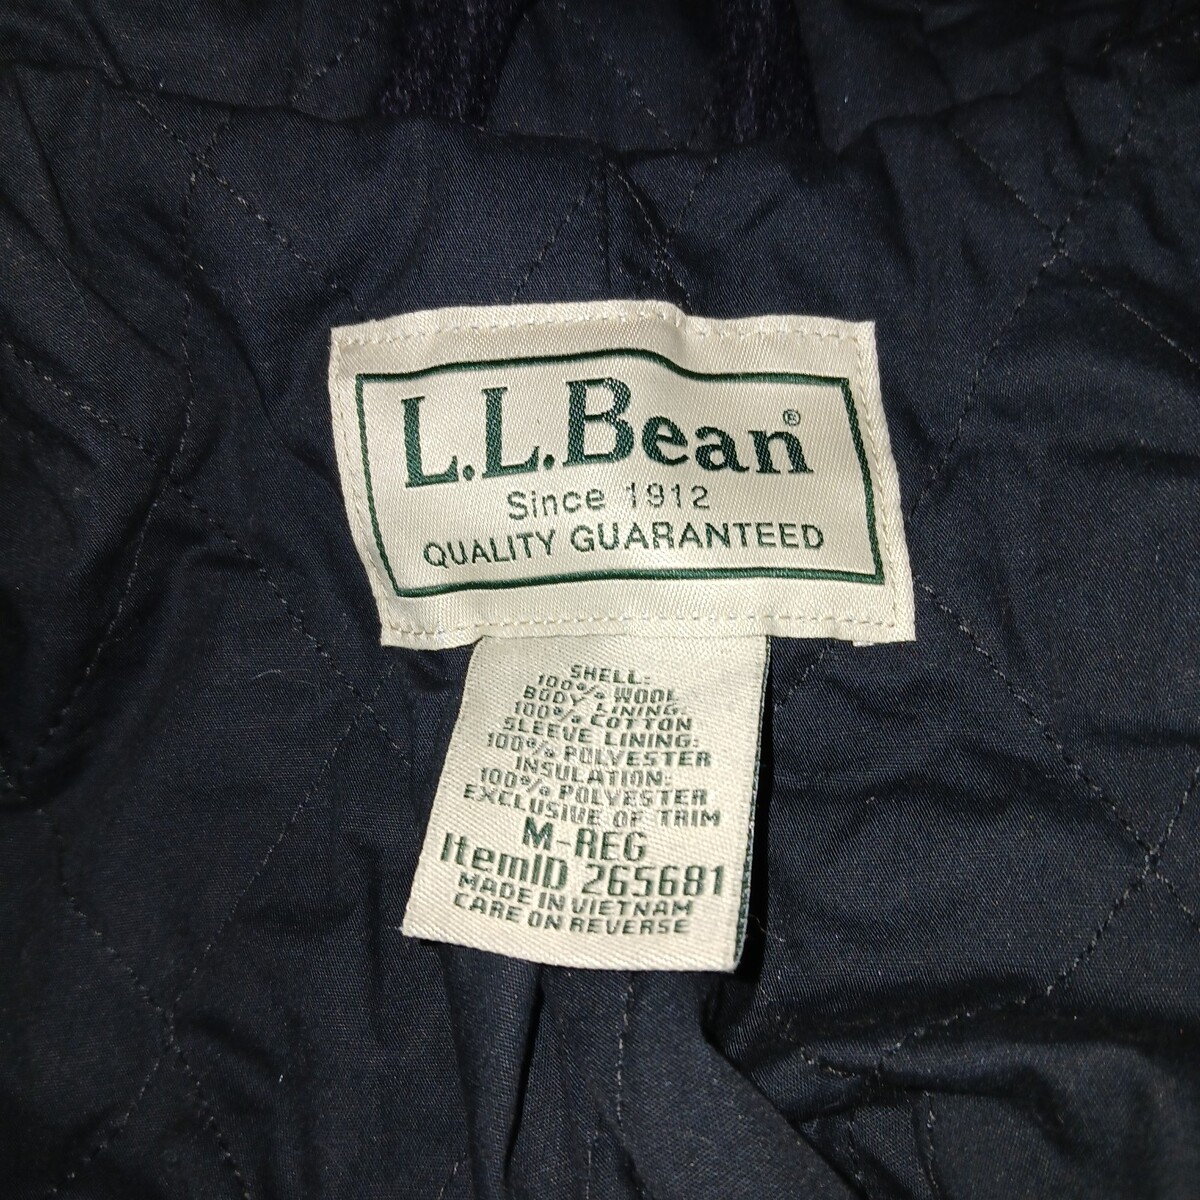 L.L.Bean®
Since 1912
QUALITY GUARANTEED
SHELL:
100% WOOL
BODY LINING:
100% COTTON
SLEEVE LINING:
100% POLYESTER
INSULATION:
100% POLYESTER
EXCLUSIVE OF TRIM
M-REG
ItemID 265681
MADE IN VIETNAM
CARE ON REVERSE